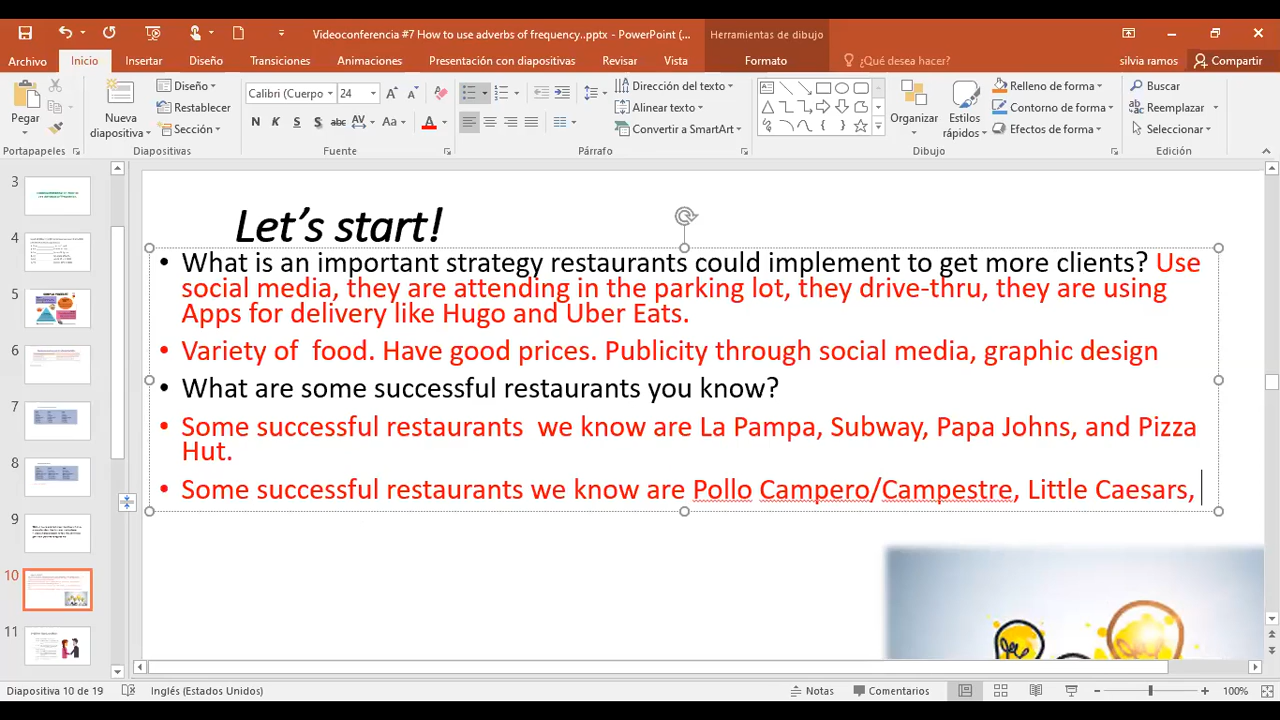 Videoconferencia #7 How to use adverbs of frequency..pptx - PowerPoint (...
Herramientas de dibujo
Archivo
Inicio
Insertar
Diseño
Transiciones
Animaciones
Presentación con diapositivas
Revisar
Vista
Formato
¿Qué desea hacer?
silvia ramos
Compartir
Pegar
Nueva diapositiva
Diseño
Restablecer
Sección
Calibri (Cuerpo)
24
N K S S abc AV Aa A
Dirección del texto
Alinear texto
Convertir a SmartArt
Organizar
Estilos rápidos
Relleno de forma
Contorno de forma
Efectos de forma
Buscar
Reemplazar
Seleccionar
Portapapeles
Diapositivas
Fuente
Párrafo
Dibujo
Edición
3
4
5
6
7
8
9
10
11
Let's start!
• What is an important strategy restaurants could implement to get more clients? Use
social media, they are attending in the parking lot, they drive-thru, they are using
Apps for delivery like Hugo and Uber Eats.
• Variety of food. Have good prices. Publicity through social media, graphic design
• What are some successful restaurants you know?
• Some successful restaurants we know are La Pampa, Subway, Papa Johns, and Pizza
Hut.
• Some successful restaurants we know are Pollo Campero/Campestre, Little Caesars,
Diapositiva 10 de 19
Inglés (Estados Unidos)
Notas
Comentarios
100%